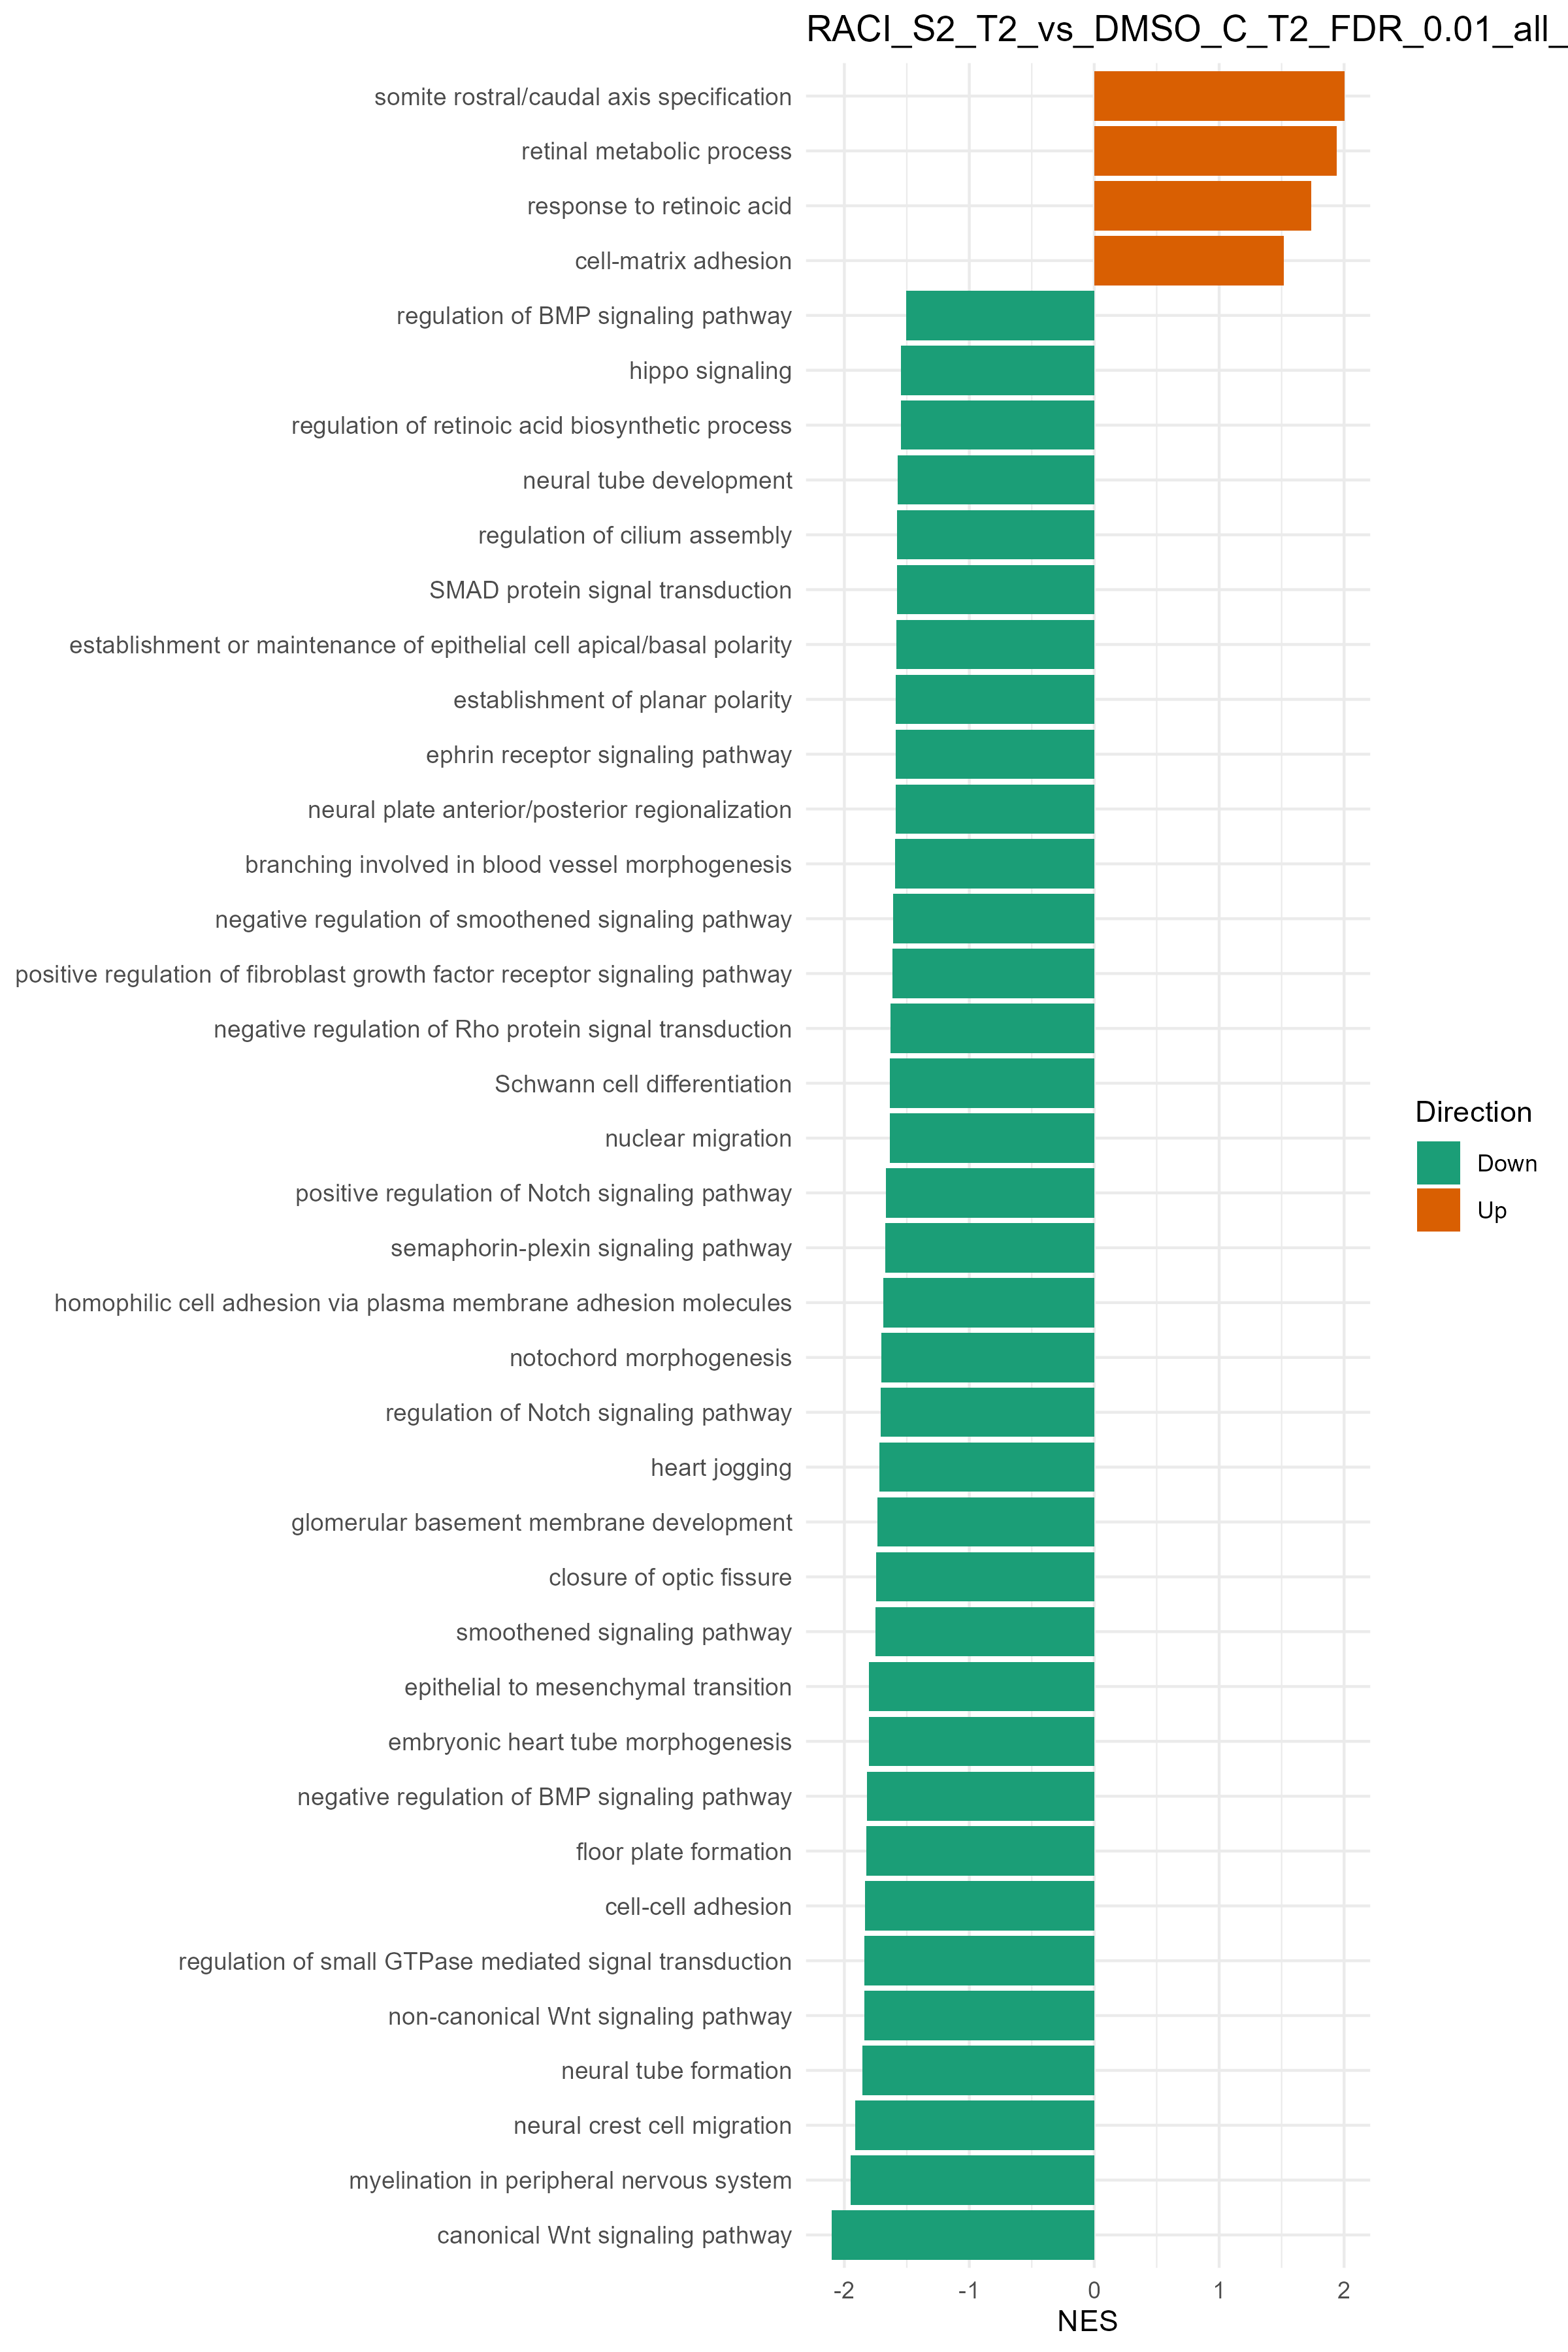 RACI_S2_T2_vs_DMSO_C_T2_FDR_0.01_all_
somite rostral/caudal axis specification
retinal metabolic process
response to retinoic acid
cell-matrix adhesion
regulation of BMP signaling pathway
hippo signaling
regulation of retinoic acid biosynthetic process
neural tube development
regulation of cilium assembly
SMAD protein signal transduction
establishment or maintenance of epithelial cell apical/basal polarity
establishment of planar polarity
ephrin receptor signaling pathway
neural plate anterior/posterior regionalization
branching involved in blood vessel morphogenesis
negative regulation of smoothened signaling pathway
positive regulation of fibroblast growth factor receptor signaling pathway
negative regulation of Rho protein signal transduction
Schwann cell differentiation
nuclear migration
positive regulation of Notch signaling pathway
semaphorin-plexin signaling pathway
homophilic cell adhesion via plasma membrane adhesion molecules
notochord morphogenesis
regulation of Notch signaling pathway
heart jogging
glomerular basement membrane development
closure of optic fissure
smoothened signaling pathway
epithelial to mesenchymal transition
embryonic heart tube morphogenesis
negative regulation of BMP signaling pathway
floor plate formation
cell-cell adhesion
regulation of small GTPase mediated signal transduction
non-canonical Wnt signaling pathway
neural tube formation
neural crest cell migration
myelination in peripheral nervous system
canonical Wnt signaling pathway
-2 -1 0 1 2
NES
Direction
Down
Up